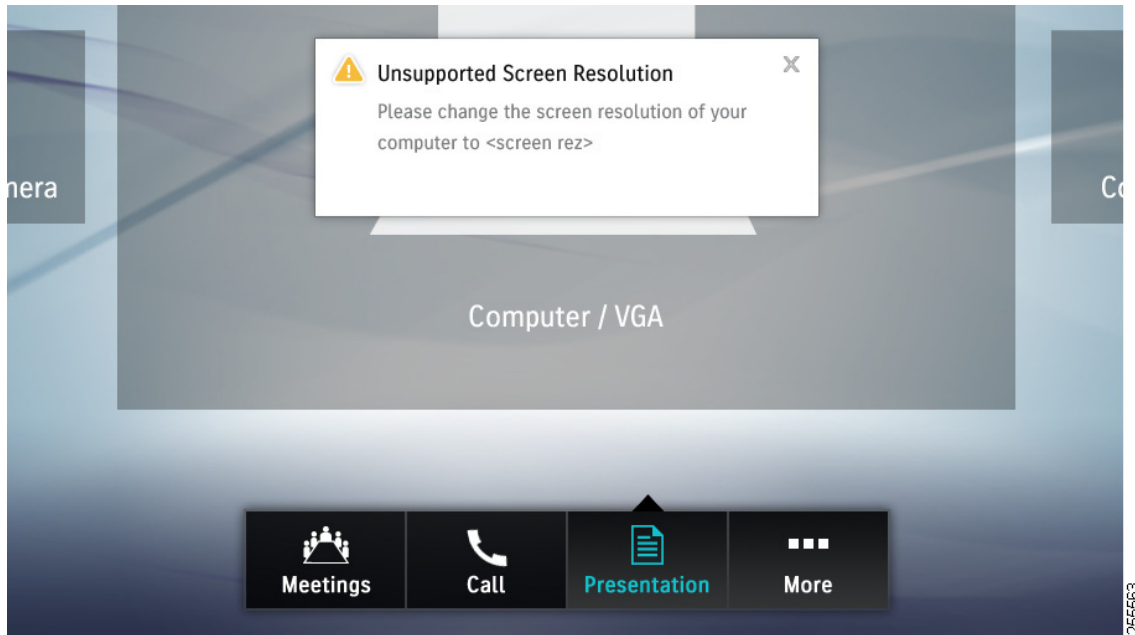 Unsupported Screen Resolution
X
Please change the screen resolution of your
computer to <screen rez>
mera
Co
Computer / VGA
Meetings
Call
Presentation
More
255563